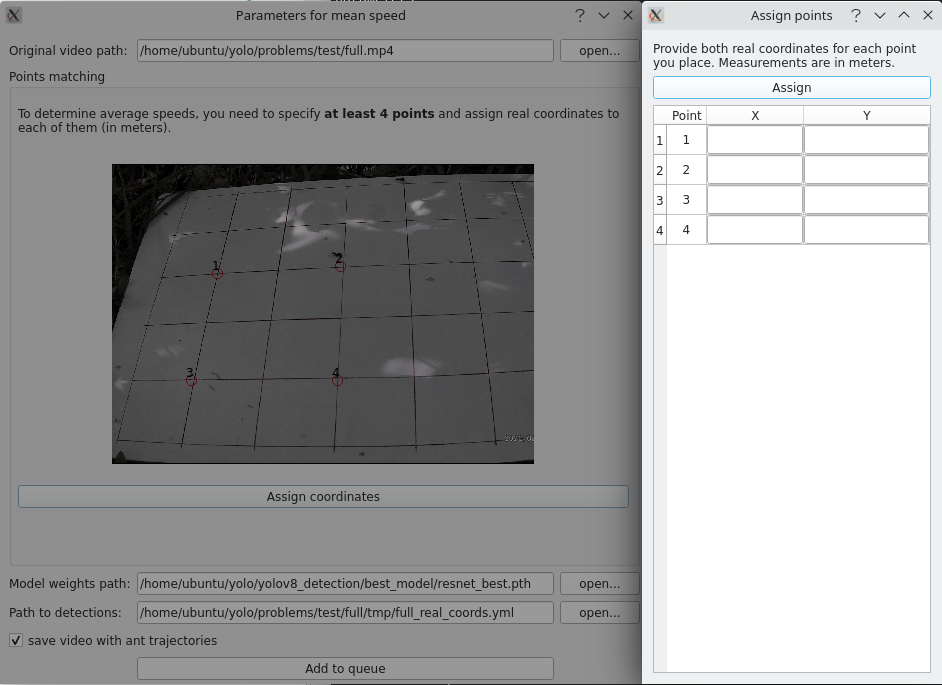 Parameters for mean speed
Original video path: /home/ubuntu/yolo/problems/test/full.mp4 open...
Points matching
To determine average speeds, you need to specify at least 4 points and assign real coordinates to
each of them (in meters).
1 2
3 4
Assign coordinates
Model weights path: /home/ubuntu/yolo/yolov8_detection/best_model/resnet_best.pth open...
Path to detections: /home/ubuntu/yolo/problems/test/full/tmp/full_real_coords.yml open...
save video with ant trajectories
Add to queue
Assign points
Provide both real coordinates for each point
you place. Measurements are in meters.
Assign
Point X Y
1 1
2 2
3 3
4 4